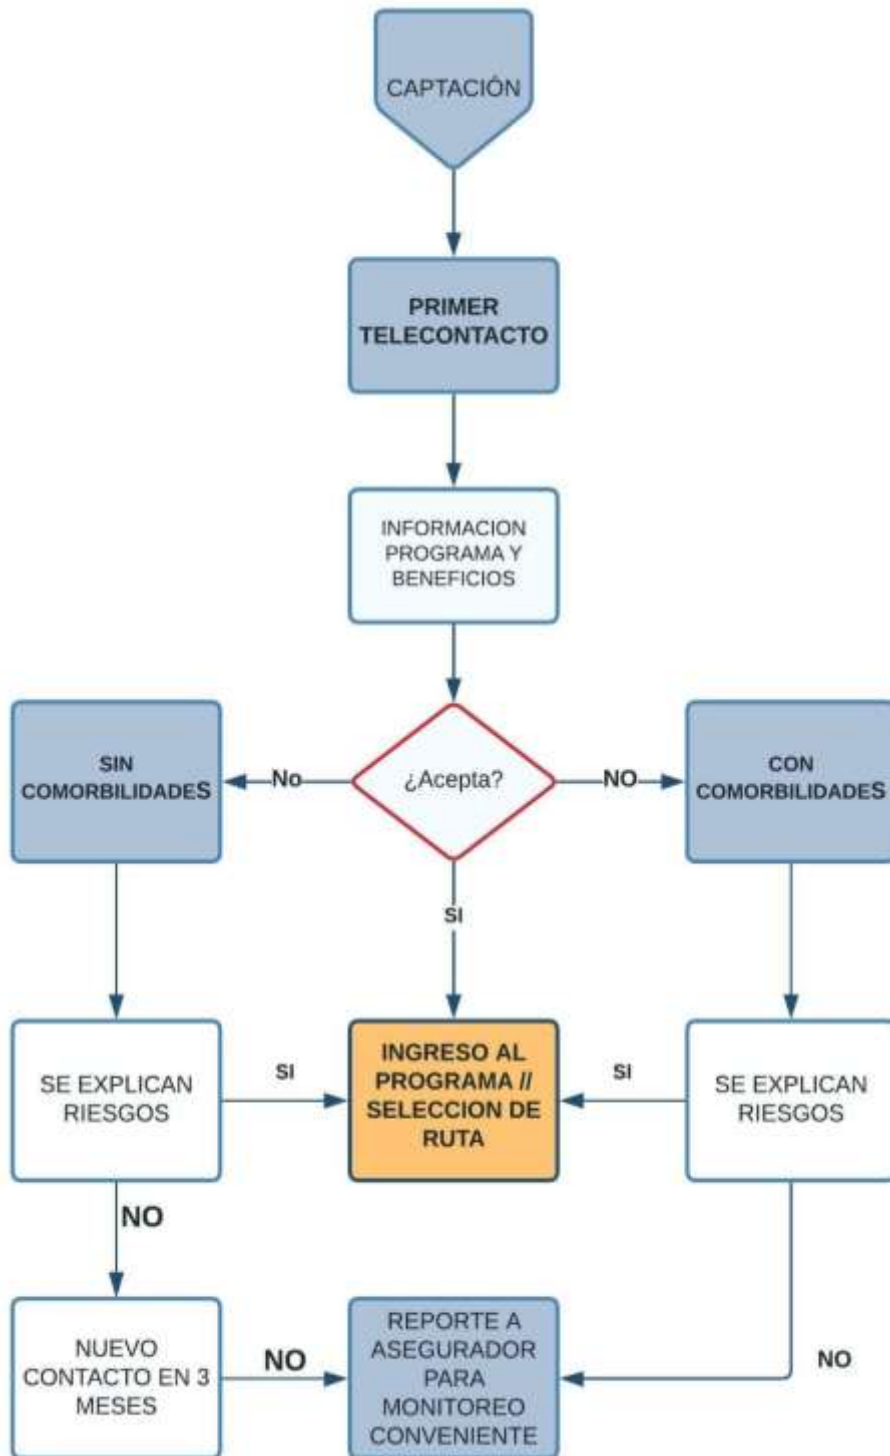 CAPTACIÓN
PRIMER
TELECONTACTO
INFORMACION
PROGRAMA Y
BENEFICIOS
SIN
COMORBILIDADES
No
¿Acepta?
NO
CON
COMORBILIDADES
SI
SE EXPLICAN
RIESGOS
SI
INGRESO AL
PROGRAMA //
SELECCION DE
RUTA
SI
SE EXPLICAN
RIESGOS
NO
NUEVO
CONTACTO EN 3
MESES
NO
REPORTE A
ASEGURADOR
PARA
MONITOREO
CONVENIENTE
NO